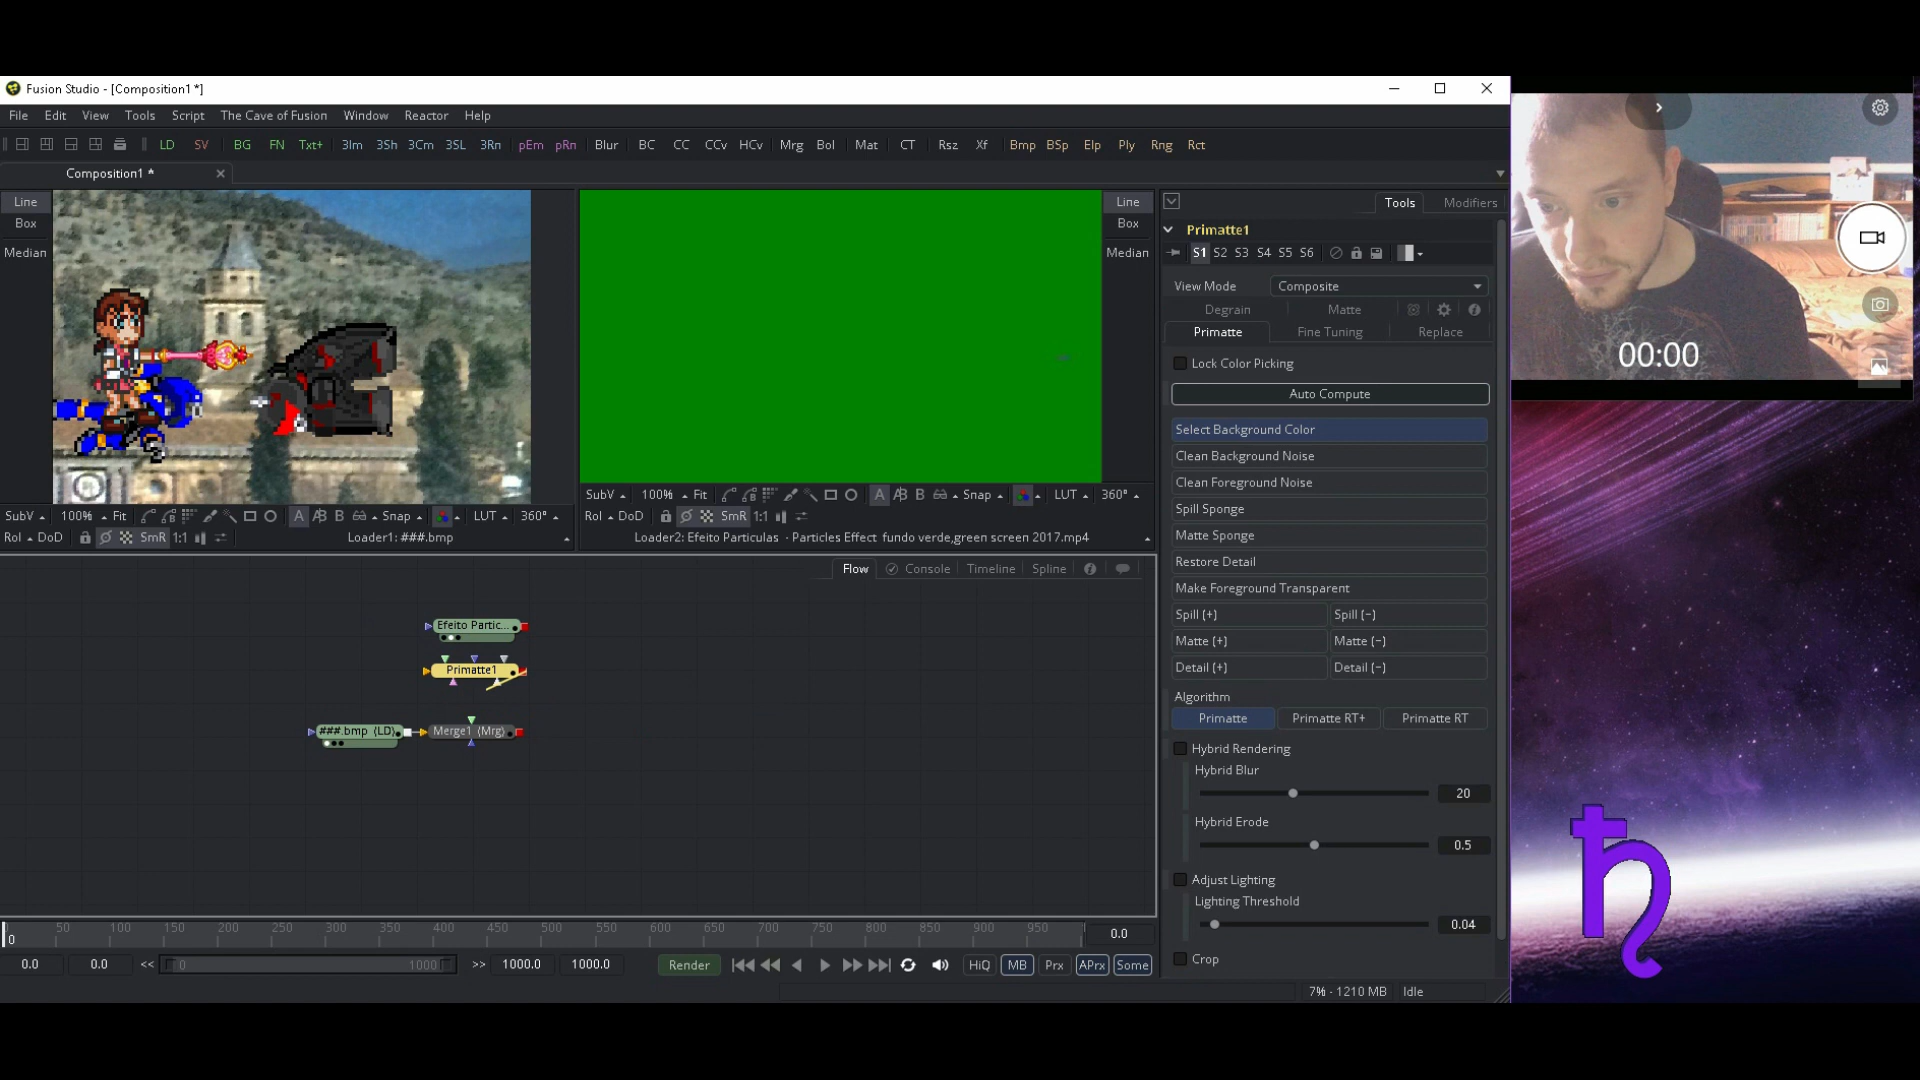 Fusion Studio - [Composition1 *]
File Edit View Tools Script The Cave of Fusion Window Reactor Help
LD SV BG FN Txt+ 3Im 3Sh 3Cm 3SL 3Rn pEm pRn Blur BC CC CCv HCv Mrg Bol Mat CT Rsz Xf Bmp BSp Elp Ply Rng Rct
Composition1 *
Line
Box
Median
Line
Box
Median
SubV 100% Fit A A|B B Snap LUT 360°
RoI DoD SmR 1:1 Loader1: ###.bmp
SubV 100% Fit A A|B B Snap LUT 360°
RoI DoD SmR 1:1
Loader2: Efeito Particulas - Particles Effect fundo verde,green screen 2017.mp4
Flow Console Timeline Spline
Efeito Partic...
Primatte1
###.bmp (LD)
Merge1 (Mrg)
0 50 100 150 200 250 300 350 400 450 500 550 600 650 700 750 800 850 900 950
0.0
0.0 0.0 << 0 1000 >> 1000.0 1000.0 Render HiQ MB Prx APrx Some
7% - 1210 MB Idle
Tools Modifiers
Primatte1
S1 S2 S3 S4 S5 S6
View Mode Composite
Degrain Matte
Primatte Fine Tuning Replace
Lock Color Picking
Auto Compute
Select Background Color
Clean Background Noise
Clean Foreground Noise
Spill Sponge
Matte Sponge
Restore Detail
Make Foreground Transparent
Spill (+) Spill (-)
Matte (+) Matte (-)
Detail (+) Detail (-)
Algorithm
Primatte Primatte RT+ Primatte RT
Hybrid Rendering
Hybrid Blur
20
Hybrid Erode
0.5
Adjust Lighting
Lighting Threshold
0.04
Crop
00:00